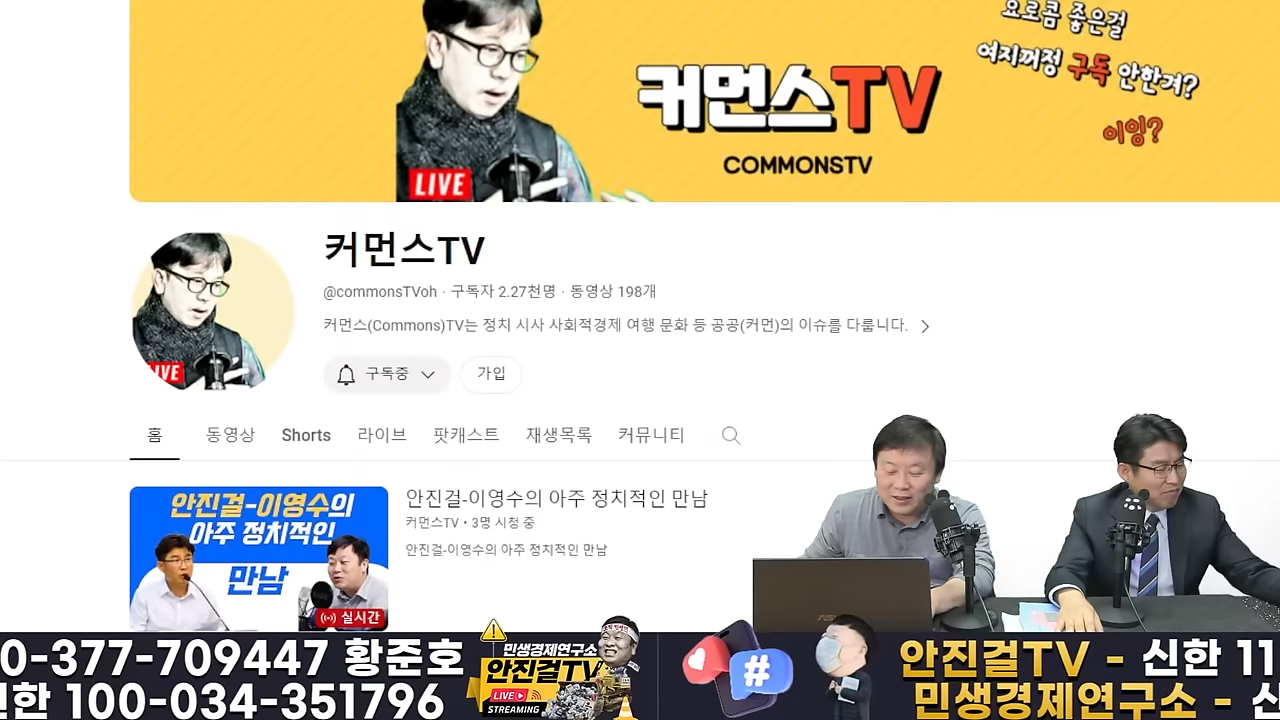 요로콤 좋은걸
여지꺼정 구독 안한겨?
이잉?
커먼스TV
COMMONSTV
LIVE
커먼스TV
@commonsTVoh · 구독자 2.27천명 · 동영상 198개
커먼스(Commons)TV는 정치 시사 사회적경제 여행 문화 등 공공(커먼)의 이슈를 다룹니다.
구독중
가입
홈 동영상 Shorts 라이브 팟캐스트 재생목록 커뮤니티
안진걸-이영수의
아주 정치적인
만남
실시간
안진걸-이영수의 아주 정치적인 만남
커먼스TV • 3명 시청 중
안진걸-이영수의 아주 정치적인 만남
0-377-709447 황준호
신한 100-034-351796
민생경제연구소
안진걸TV
LIVE
STREAMING
#
안진걸TV - 신한 11
민생경제연구소 -